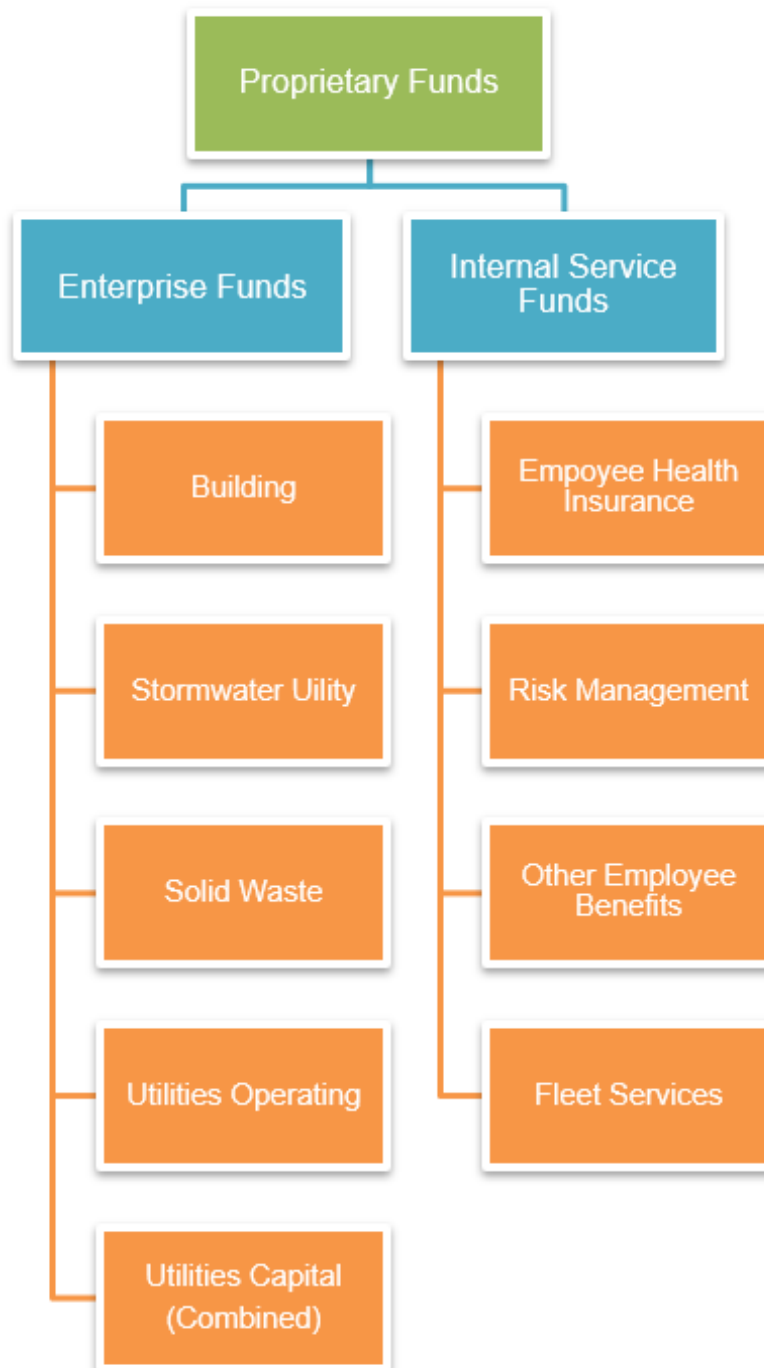 Proprietary Funds
Enterprise Funds
Internal Service
Funds
Building
Stormwater Uility
Solid Waste
Utilities Operating
Utilities Capital
(Combined)
Empoyee Health
Insurance
Risk Management
Other Employee
Benefits
Fleet Services